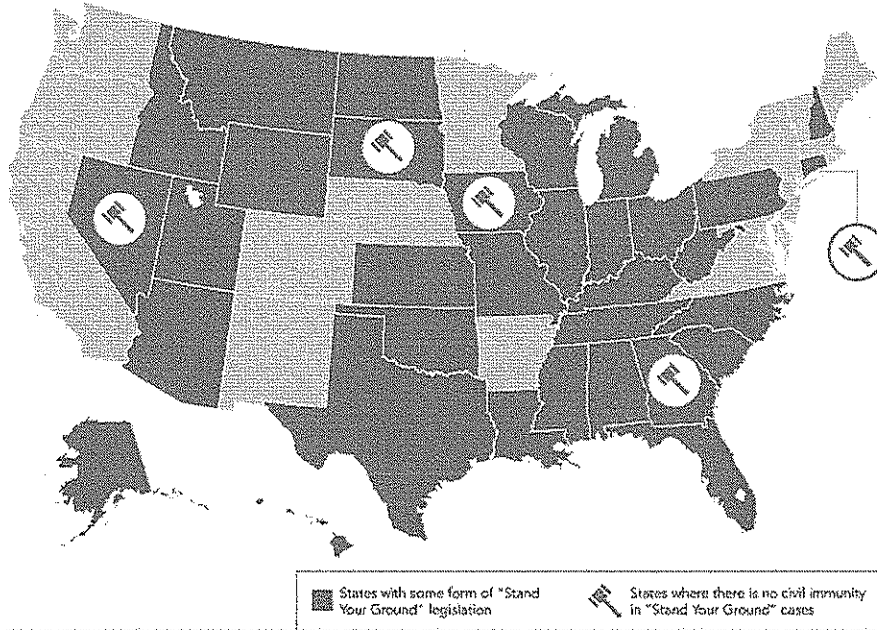 States with some form of "Stand
Your Ground" legislation
States where there is no civil immunity
in "Stand Your Ground" cases